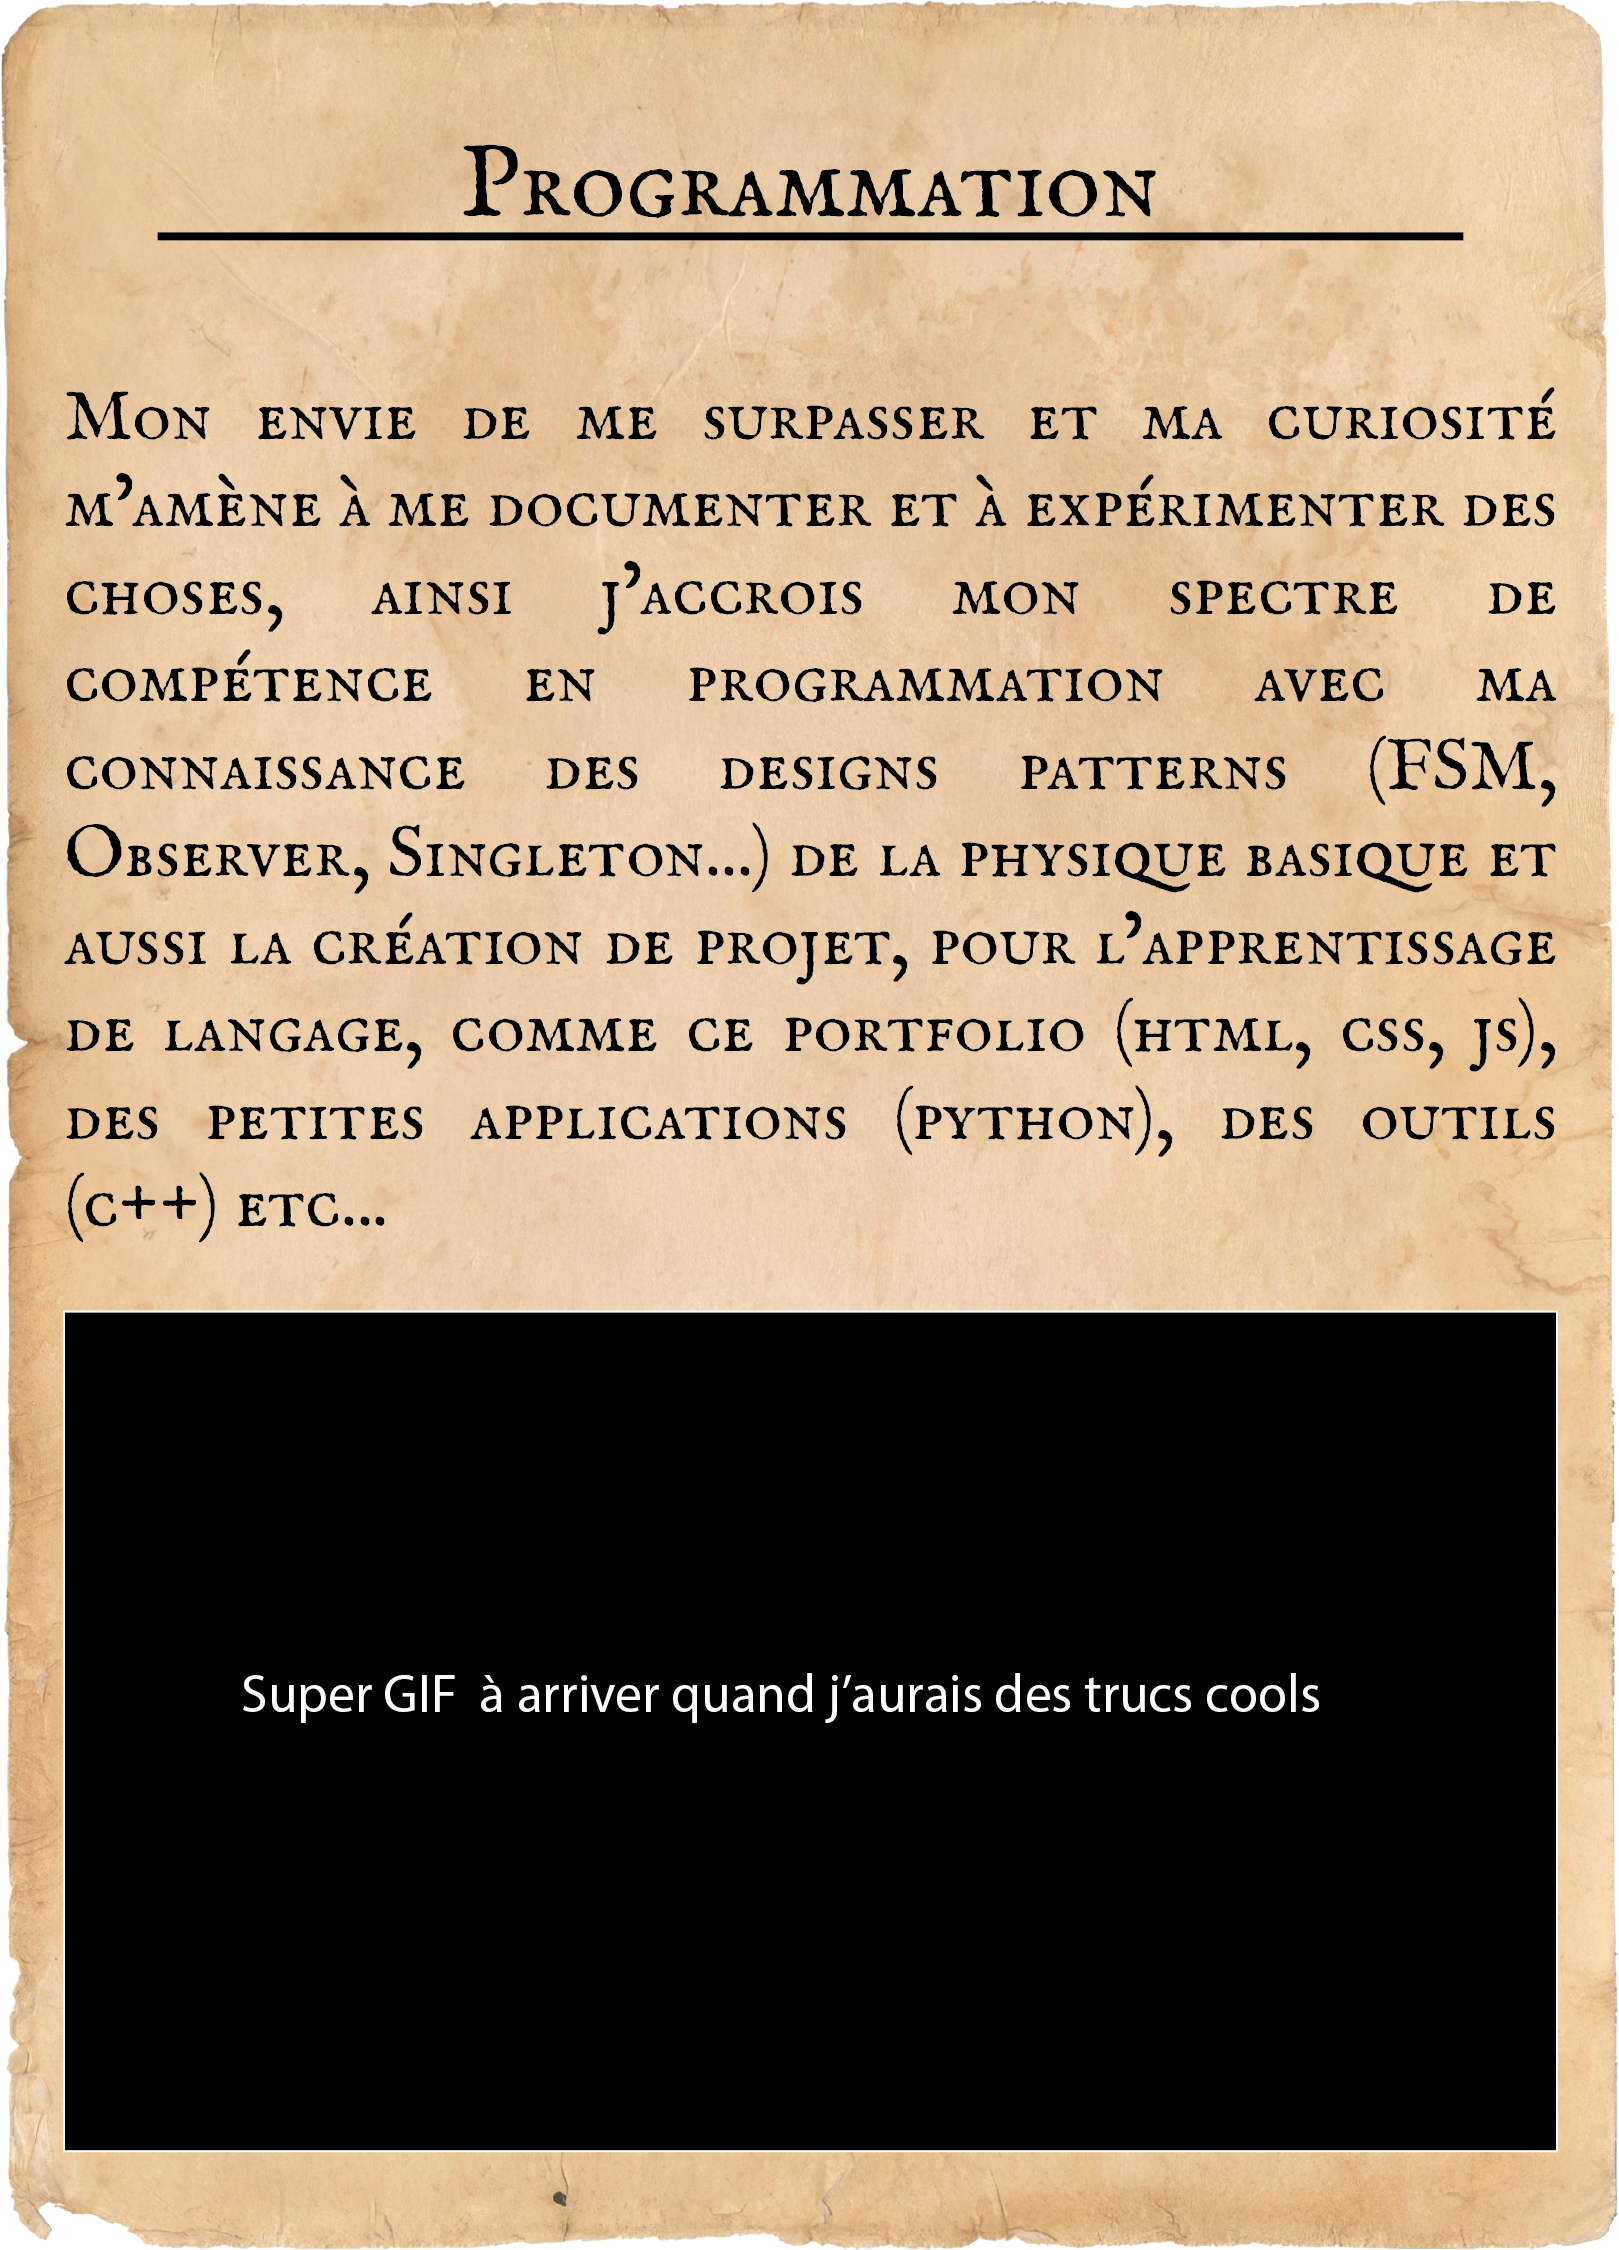 Programmation
Mon envie de me surpasser et ma curiosité
m’amène à me documenter et à expérimenter des
choses, ainsi j’accrois mon spectre de
compétence en programmation avec ma
connaissance des designs patterns (FSM,
Observer, Singleton...) de la physique basique et
aussi la création de projet, pour l’apprentissage
de langage, comme ce portfolio (html, css, js),
des petites applications (python), des outils
(c++) etc...
Super GIF  à arriver quand j’aurais des trucs cools